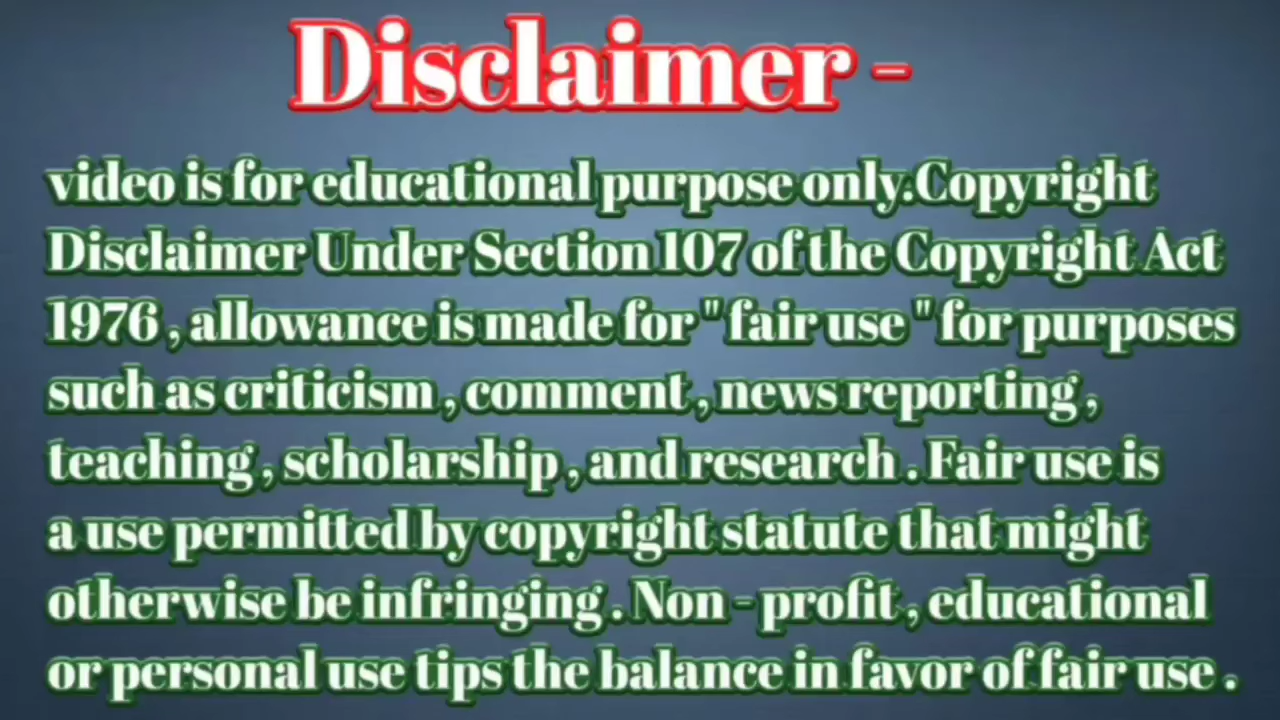 Disclaimer -
video is for educational purpose only.Copyright
Disclaimer Under Section 107 of the Copyright Act
1976 , allowance is made for " fair use " for purposes
such as criticism , comment , news reporting ,
teaching , scholarship , and research . Fair use is
a use permitted by copyright statute that might
otherwise be infringing . Non - profit , educational
or personal use tips the balance in favor of fair use .